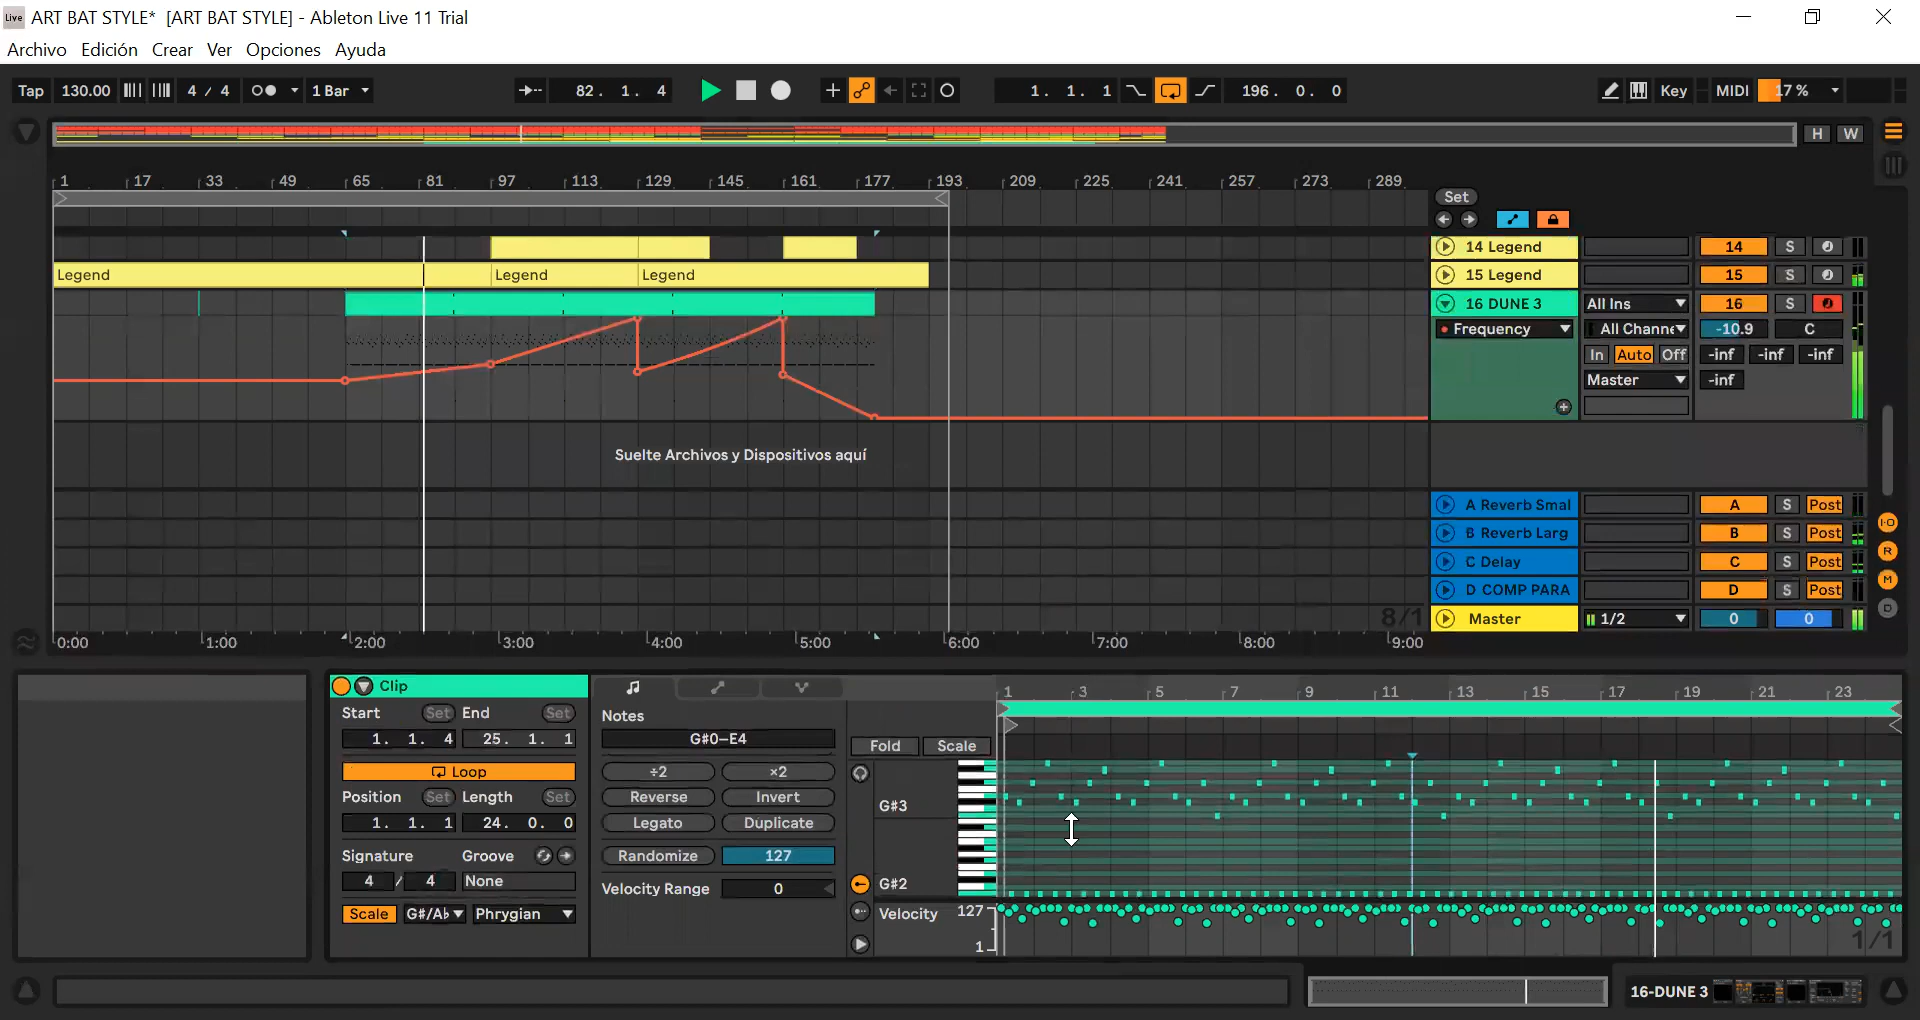 Live ART BAT STYLE* [ART BAT STYLE] - Ableton Live 11 Trial
Archivo Edición Crear Ver Opciones Ayuda
Tap 130.00 4 / 4 1 Bar 82. 1. 4 1. 1. 1 196. 0. 0 Key MIDI 17 %
H W
1 17 33 49 65 81 97 113 129 145 161 177 193 209 225 241 257 273 289
Set
14 Legend 14 S
Legend Legend Legend 15 Legend 15 S
16 DUNE 3 All Ins 16 S
Frequency All Channe -10.9 C
In Auto Off -inf -inf -inf
Master -inf
Suelte Archivos y Dispositivos aquí
A Reverb Smal A S Post
B Reverb Larg B S Post
C Delay C S Post
D COMP PARA D S Post
8/1 Master 1/2 0 0
0:00 1:00 2:00 3:00 4:00 5:00 6:00 7:00 8:00 9:00
I·O
R
M
D
Clip
Start Set End Set
1. 1. 4 25. 1. 1
Loop
Position Set Length Set
1. 1. 1 24. 0. 0
Signature Groove
4 / 4 None
Scale G#/Ab Phrygian
Notes
G#0–E4
÷2 ×2
Reverse Invert
Legato Duplicate
Randomize 127
Velocity Range 0
1 3 5 7 9 11 13 15 17 19 21 23
Fold Scale
G#3
G#2
Velocity 127
1
1/1
16-DUNE 3